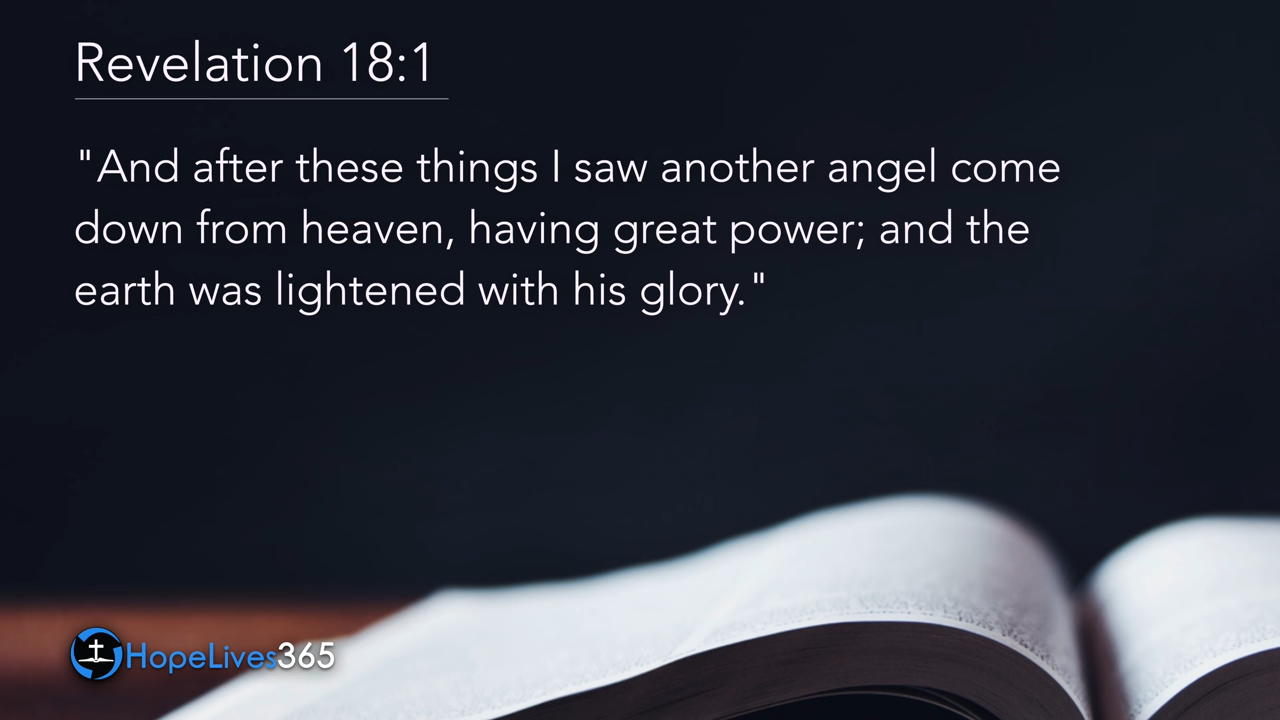 Revelation 18:1
"And after these things I saw another angel come
down from heaven, having great power; and the
earth was lightened with his glory."
HopeLives365